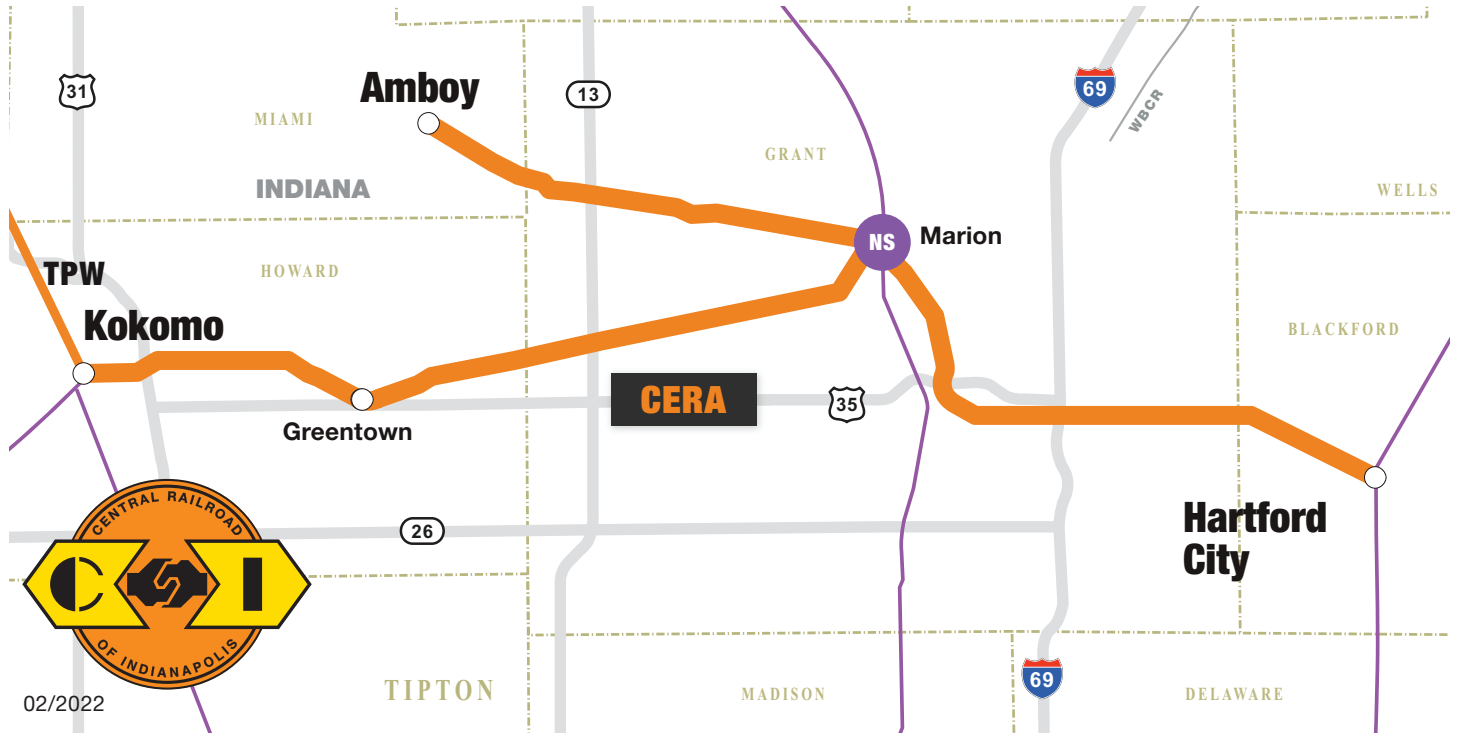 31
Amboy
13
69
WBCR
MIAMI
GRANT
INDIANA
WELLS
NS
Marion
TPW
HOWARD
Kokomo
BLACKFORD
CERA
35
Greentown
CENTRAL RAILROAD
C I
OF INDIANAPOLIS
26
Hartford
City
02/2022
TIPTON
MADISON
69
DELAWARE